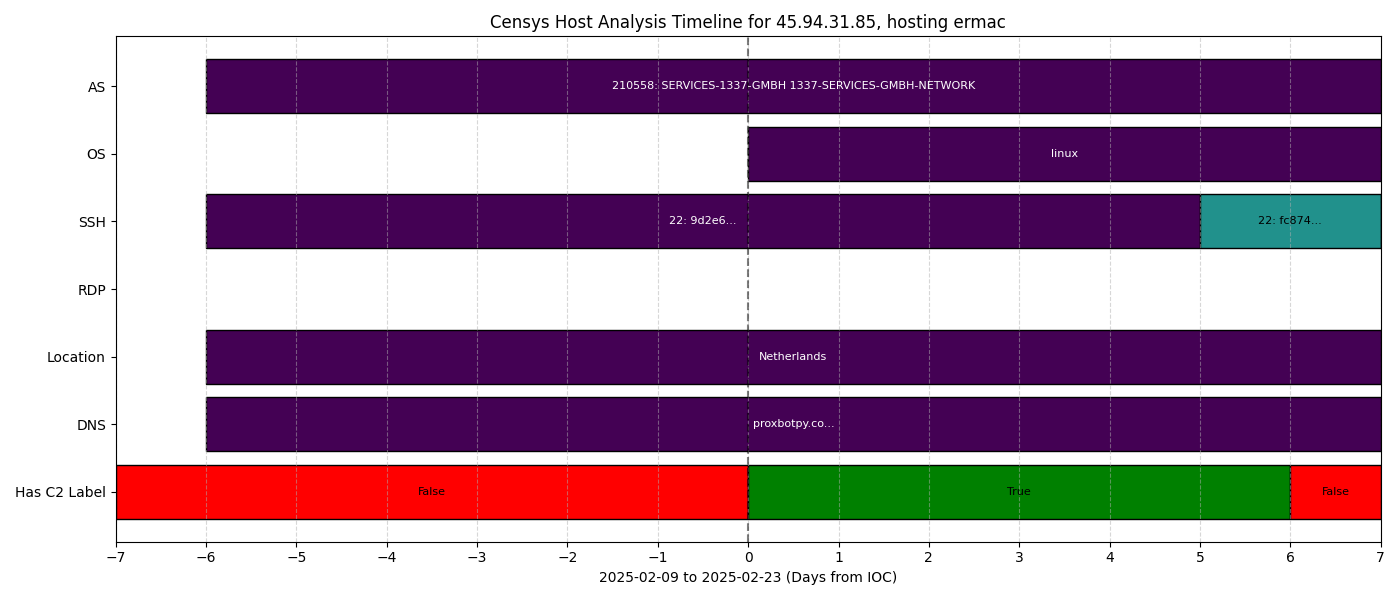 Censys Host Analysis Timeline for 45.94.31.85, hosting ermac
AS
210558: SERVICES-1337-GMBH 1337-SERVICES-GMBH-NETWORK
OS
linux
SSH
22: 9d2e6...
22: fc874...
RDP
Location
Netherlands
DNS
proxbotpy.co...
Has C2 Label
False
True
False
−7 −6 −5 −4 −3 −2 −1 0 1 2 3 4 5 6 7
2025-02-09 to 2025-02-23 (Days from IOC)